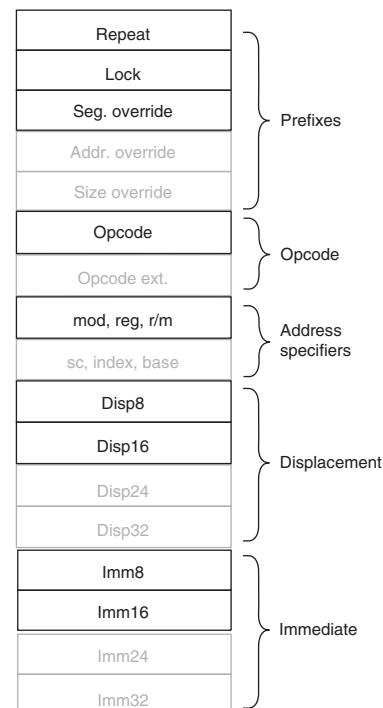 Repeat
Lock
Seg. override
Addr. override
Size override
Prefixes
Opcode
Opcode ext.
Opcode
mod, reg, r/m
sc, index, base
Address
specifiers
Disp8
Disp16
Disp24
Disp32
Displacement
Imm8
Imm16
Imm24
Imm32
Immediate